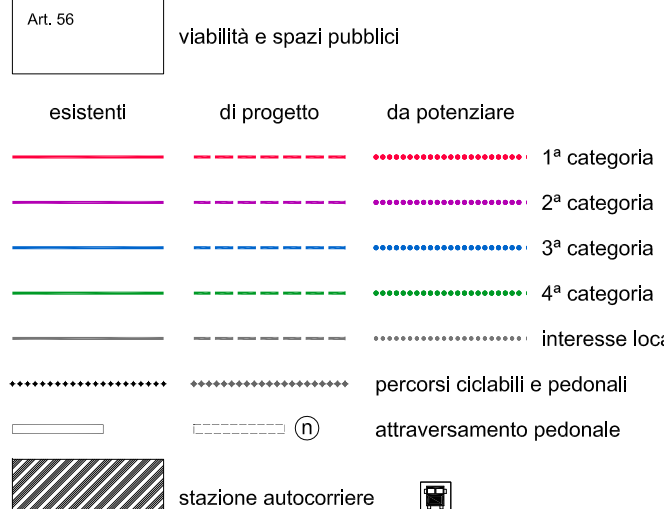 Art. 56
viabilità e spazi pubblici
esistenti di progetto da potenziare
1ª categoria
2ª categoria
3ª categoria
4ª categoria
interesse loca
percorsi ciclabili e pedonali
n attraversamento pedonale
stazione autocorriere